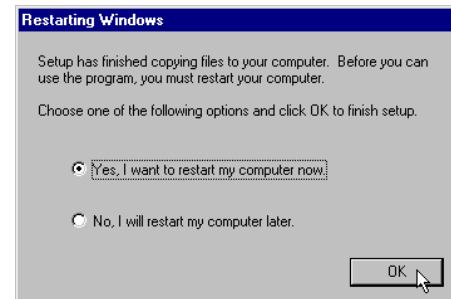 Restarting Windows
Setup has finished copying files to your computer. Before you can
use the program, you must restart your computer.
Choose one of the following options and click OK to finish setup.
Yes, I want to restart my computer now.
No, I will restart my computer later.
OK